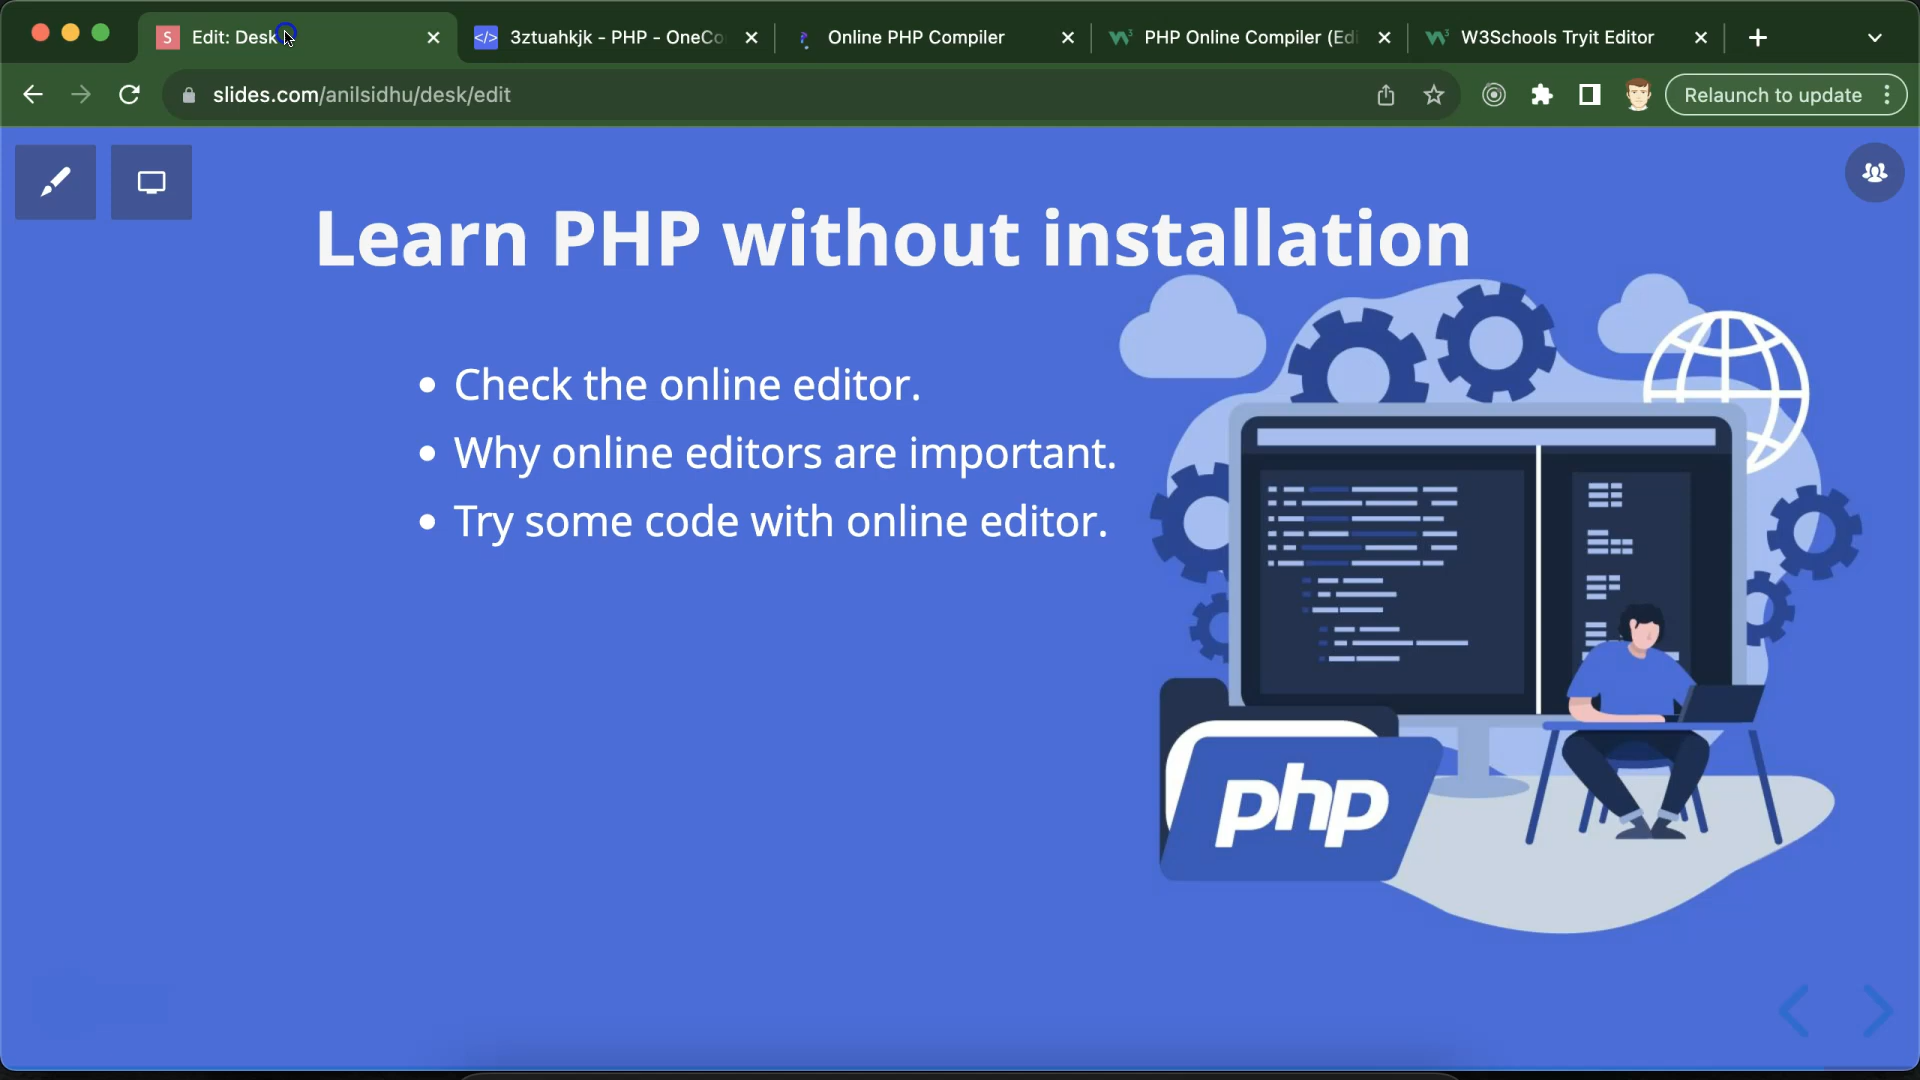 S Edit: Desk
</> 3ztuahkjk - PHP - OneCo
Online PHP Compiler
PHP Online Compiler (Edi
W3Schools Tryit Editor
slides.com/anilsidhu/desk/edit
Relaunch to update
Learn PHP without installation
• Check the online editor.
• Why online editors are important.
• Try some code with online editor.
php